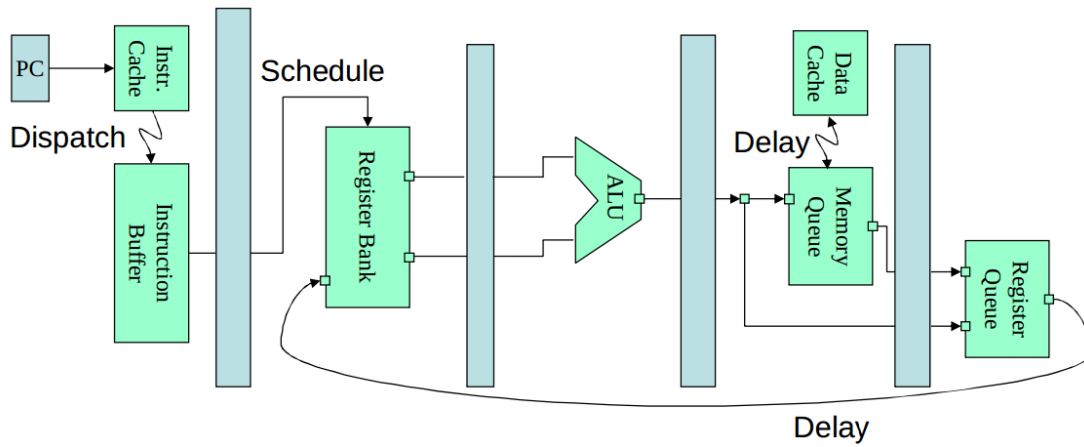 PC
Instr.
Cache
Dispatch
Instruction
Buffer
Schedule
Register Bank
ALU
Data
Cache
Delay
Memory
Queue
Register
Queue
Delay